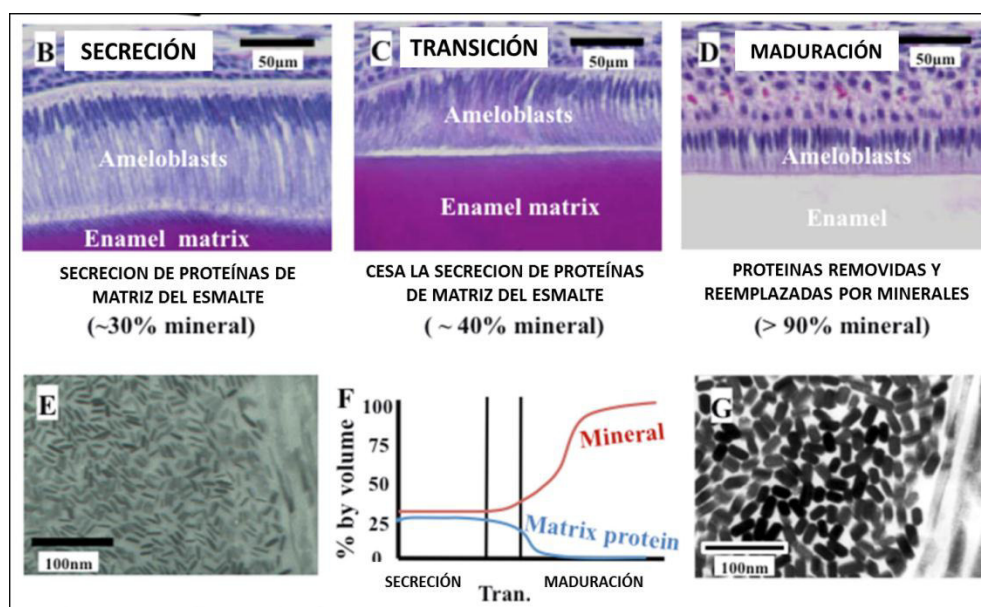 B SECRECIÓN
50µm
C TRANSICIÓN
50µm
D MADURACIÓN
50µm
Ameloblasts
Enamel matrix
Ameloblasts
Enamel matrix
Ameloblasts
Enamel
SECRECION DE PROTEÍNAS DE
MATRIZ DEL ESMALTE
(~30% mineral)
CESA LA SECRECION DE PROTEÍNAS
DE MATRIZ DEL ESMALTE
( ~ 40% mineral)
PROTEINAS REMOVIDAS Y
REEMPLAZADAS POR MINERALES
(> 90% mineral)
E
100nm
F
% by volume
100
75
50
25
0
Mineral
Matrix protein
SECRECIÓN
Tran.
MADURACIÓN
G
100nm